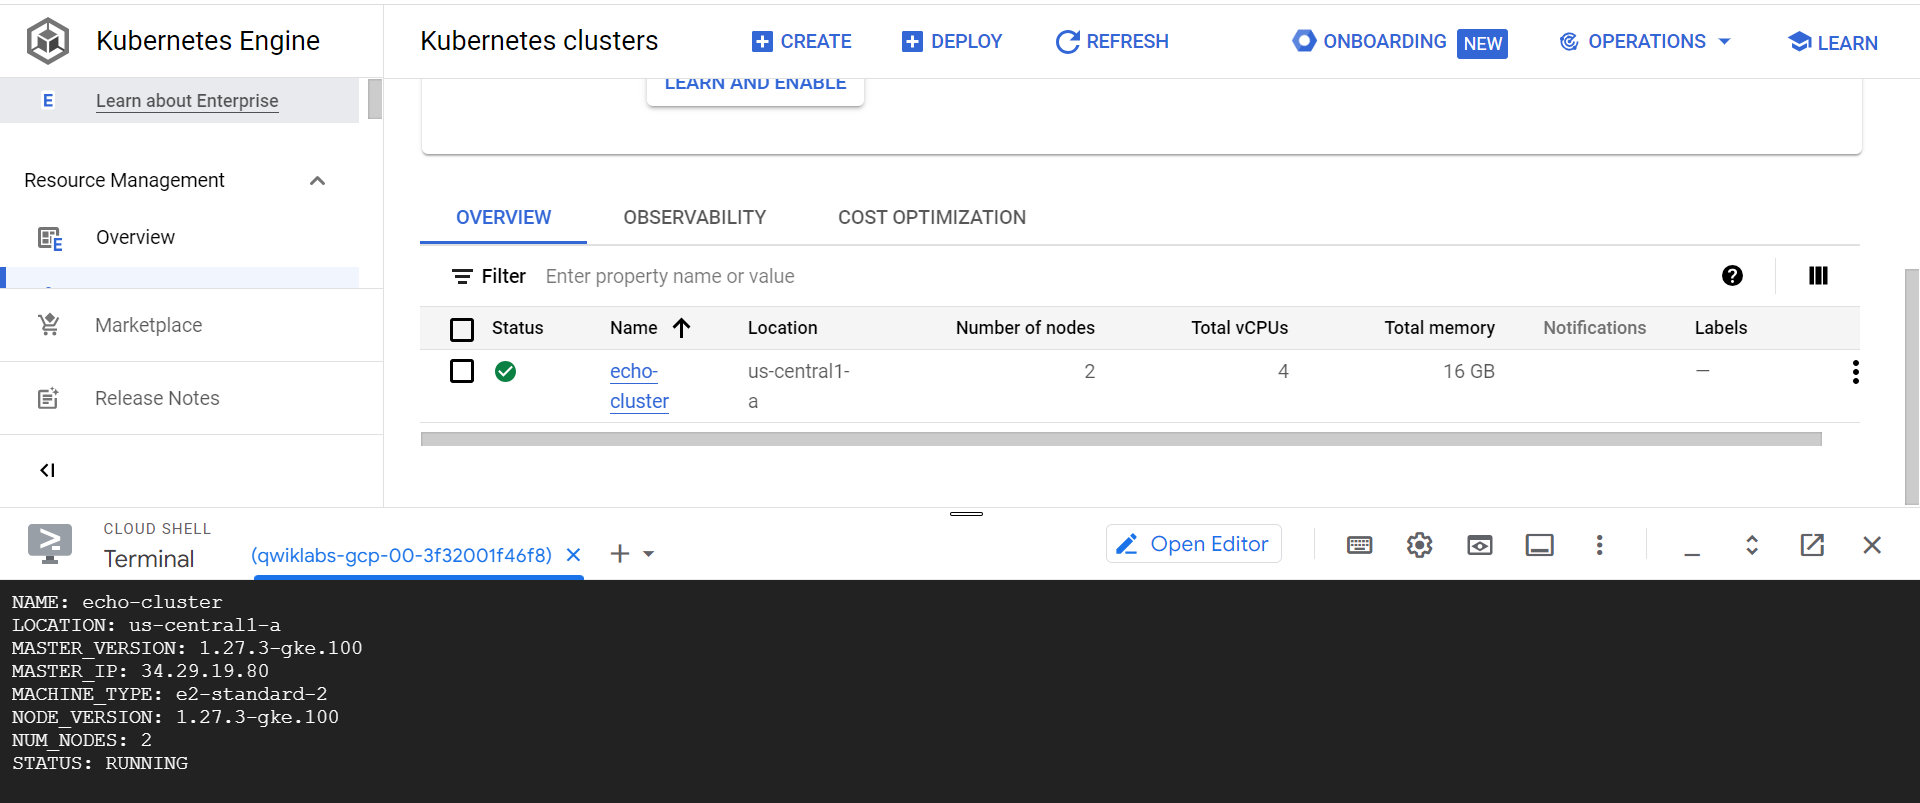 Kubernetes Engine
Kubernetes clusters
CREATE
DEPLOY
REFRESH
ONBOARDING
NEW
OPERATIONS
LEARN
E
Learn about Enterprise
LEARN AND ENABLE
Resource Management
E
Overview
Marketplace
Release Notes
OVERVIEW
OBSERVABILITY
COST OPTIMIZATION
Filter
Enter property name or value
Status
Name
Location
Number of nodes
Total vCPUs
Total memory
Notifications
Labels
echo-
cluster
us-central1-
a
2
4
16 GB
—
CLOUD SHELL
Terminal
(qwiklabs-gcp-00-3f32001f46f8)
Open Editor
NAME: echo-cluster
LOCATION: us-central1-a
MASTER_VERSION: 1.27.3-gke.100
MASTER_IP: 34.29.19.80
MACHINE_TYPE: e2-standard-2
NODE_VERSION: 1.27.3-gke.100
NUM_NODES: 2
STATUS: RUNNING